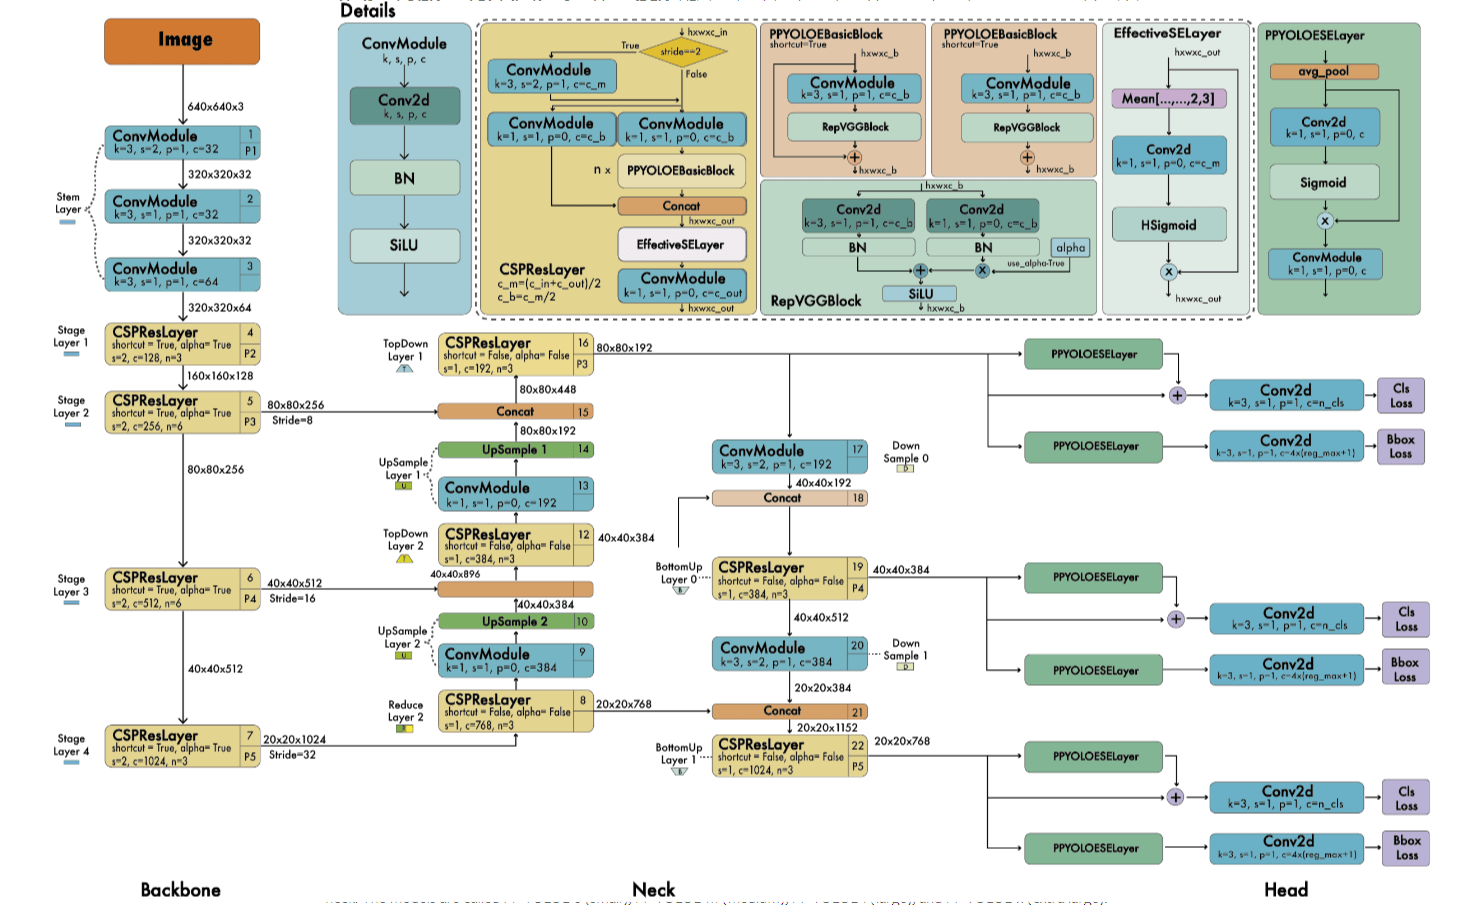 Details
Image
640x640x3
ConvModule
k=3, s=2, p=1, c=32
1
P1
320x320x32
ConvModule
k=3, s=1, p=1, c=32
2
320x320x32
ConvModule
k=3, s=1, p=1, c=64
3
320x320x64
Stem
Layer
Stage
Layer 1
CSPResLayer
shortcut = True, alpha= True
s=2, c=128, n=3
4
P2
160x160x128
Stage
Layer 2
CSPResLayer
shortcut = True, alpha= True
s=2, c=256, n=6
5
P3
80x80x256
Stride=8
80x80x256
Stage
Layer 3
CSPResLayer
shortcut = True, alpha= True
s=2, c=512, n=6
6
P4
40x40x512
Stride=16
40x40x512
Stage
Layer 4
CSPResLayer
shortcut = True, alpha= True
s=2, c=1024, n=3
7
P5
20x20x1024
Stride=32
Backbone
ConvModule
k, s, p, c
Conv2d
k, s, p, c
BN
SiLU
hxwxc_in
stride==2
True
False
ConvModule
k=3, s=2, p=1, c=c_m
ConvModule
k=1, s=1, p=0, c=c_b
ConvModule
k=1, s=1, p=0, c=c_b
n x
PPYOLOEBasicBlock
Concat
hxwxc_out
EffectiveSELayer
ConvModule
k=1, s=1, p=0, c=c_out
hxwxc_out
CSPResLayer
c_m=(c_in+c_out)/2
c_b=c_m/2
PPYOLOEBasicBlock
shortcut=True
hxwxc_b
ConvModule
k=3, s=1, p=1, c=c_b
RepVGGBlock
+
hxwxc_b
PPYOLOEBasicBlock
shortcut=True
hxwxc_b
ConvModule
k=3, s=1, p=1, c=c_b
RepVGGBlock
+
hxwxc_b
hxwxc_b
Conv2d
k=3, s=1, p=1, c=c_b
Conv2d
k=1, s=1, p=0, c=c_b
BN
BN
alpha
use_alpha-True
+
x
SiLU
hxwxc_b
RepVGGBlock
EffectiveSELayer
hxwxc_out
Mean[...,...,2,3]
Conv2d
k=1, s=1, p=0, c=c_m
HSigmoid
x
hxwxc_out
PPYOLOESELayer
avg_pool
Conv2d
k=1, s=1, p=0, c
Sigmoid
x
ConvModule
k=1, s=1, p=0, c
TopDown
Layer 1
T
CSPResLayer
shortcut = False, alpha= False
s=1, c=192, n=3
16
P3
80x80x192
80x80x448
Concat
15
80x80x192
UpSample 1
14
UpSample
Layer 1
U
ConvModule
k=1, s=1, p=0, c=192
13
TopDown
Layer 2
T
CSPResLayer
shortcut = False, alpha= False
s=1, c=384, n=3
12
40x40x384
40x40x896
40x40x384
UpSample 2
10
UpSample
Layer 2
U
ConvModule
k=1, s=1, p=0, c=384
9
Reduce
Layer 2
CSPResLayer
shortcut = False, alpha= False
s=1, c=768, n=3
8
20x20x768
ConvModule
k=3, s=2, p=1, c=192
17
Down
Sample 0
D
40x40x192
Concat
18
BottomUp
Layer 0
B
CSPResLayer
shortcut = False, alpha= False
s=1, c=384, n=3
19
P4
40x40x384
40x40x512
ConvModule
k=3, s=2, p=1, c=384
20
Down
Sample 1
D
20x20x384
Concat
21
20x20x1152
BottomUp
Layer 1
B
CSPResLayer
shortcut = False, alpha= False
s=1, c=1024, n=3
22
P5
20x20x768
Neck
PPYOLOESELayer
+
Conv2d
k=3, s=1, p=1, c=n_cls
Cls
Loss
PPYOLOESELayer
Conv2d
k-3, s-1, p-1, c-4x(reg_max+1)
Bbox
Loss
PPYOLOESELayer
+
Conv2d
k=3, s=1, p=1, c=n_cls
Cls
Loss
PPYOLOESELayer
Conv2d
k-3, s-1, p-1, c-4x(reg_max+1)
Bbox
Loss
PPYOLOESELayer
+
Conv2d
k=3, s=1, p=1, c=n_cls
Cls
Loss
PPYOLOESELayer
Conv2d
k-3, s-1, p-1, c-4x(reg_max+1)
Bbox
Loss
Head